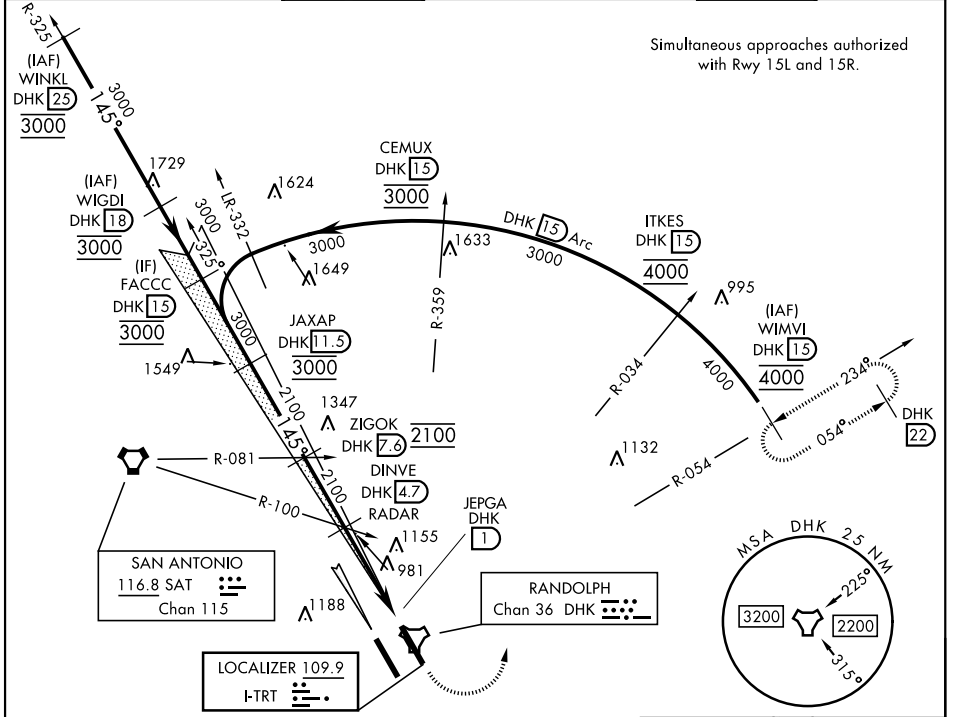 R-325
(IAF)
WINKL
DHK 25
3000
3000
145°
Simultaneous approaches authorized
with Rwy 15L and 15R.
CEMUX
DHK 15
3000
1729
1624
(IAF)
WIGDI
DHK 18
3000
LR-332
3000
325°
3000
1649
1633
DHK 15 Arc
3000
ITKES
DHK 15
4000
995
(IF)
FACCC
DHK 15
3000
3000
JAXAP
DHK 11.5
3000
R-359
R-034
4000
(IAF)
WIMVI
DHK 15
4000
1549
2100
145°
1347
ZIGOK
DHK 7.6
2100
234°
054°
DHK
22
R-081
R-100
2100
DINVE
DHK 4.7
RADAR
1132
R-054
JEPGA
DHK
1
1155
981
SAN ANTONIO
116.8 SAT
Chan 115
1188
RANDOLPH
Chan 36 DHK
LOCALIZER 109.9
I-TRT
MSA DHK 25 NM
225°
3200
2200
315°